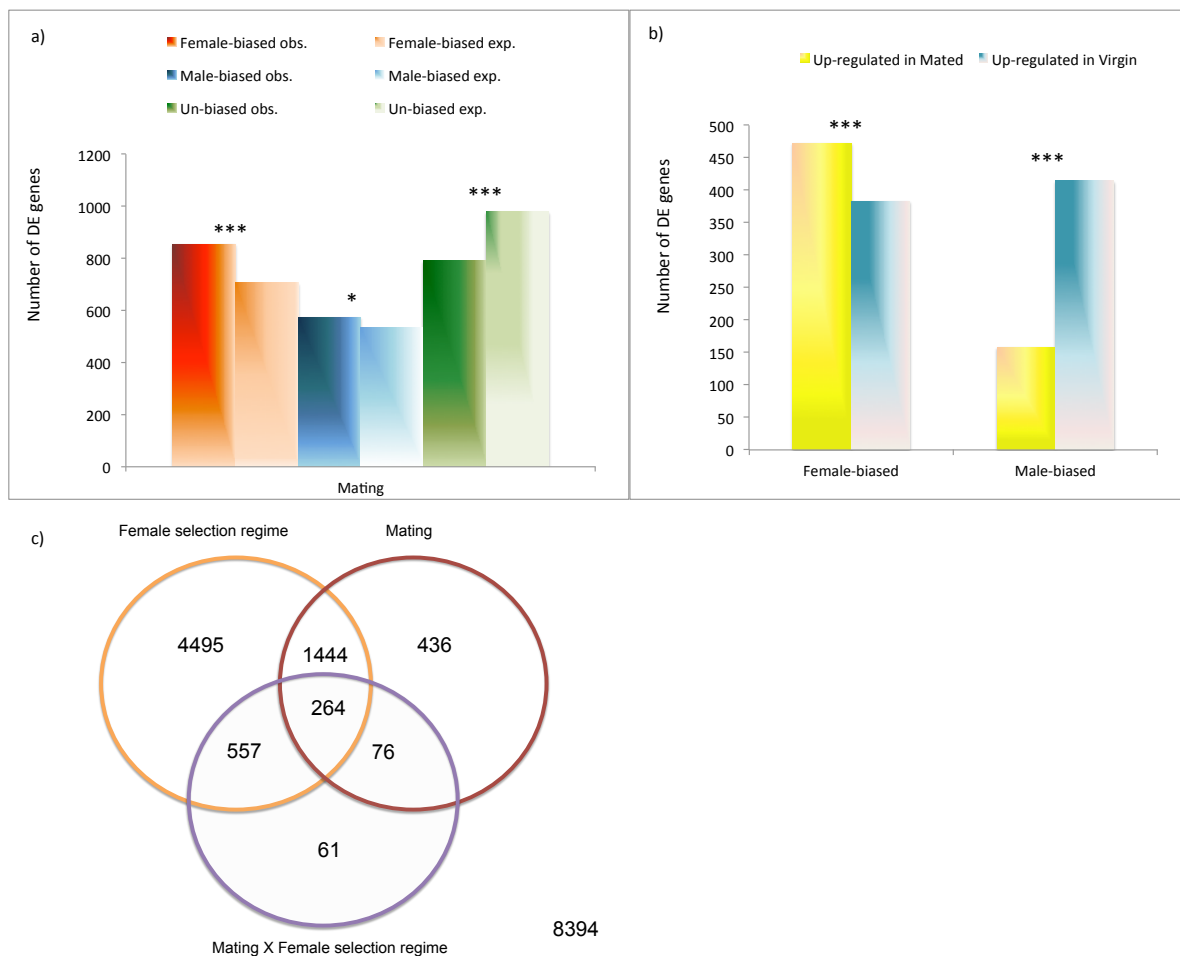 a)
Female-biased obs.
Female-biased exp.
Male-biased obs.
Male-biased exp.
Un-biased obs.
Un-biased exp.
Number of DE genes
1200
1000
800
600
400
200
0
***
*
***
Mating
b)
Up-regulated in Mated
Up-regulated in Virgin
Number of DE genes
500
450
400
350
300
250
200
150
100
50
0
***
***
Female-biased
Male-biased
c)
Female selection regime
Mating
4495
1444
436
264
557
76
61
8394
Mating X Female selection regime